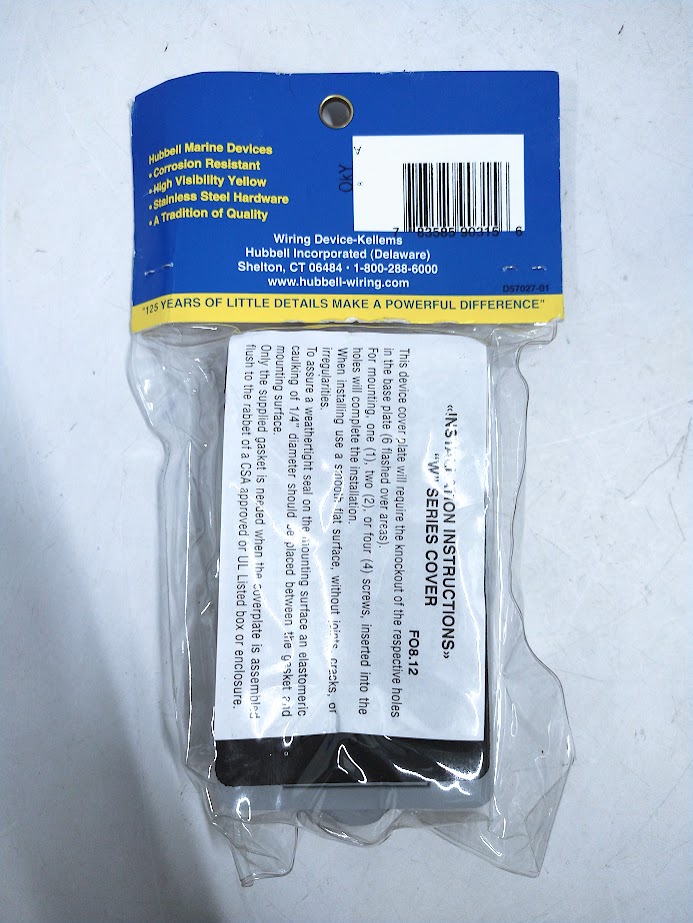 Hubbell Marine Devices
• Corrosion Resistant
• High Visibility Yellow
• Stainless Steel Hardware
• A Tradition of Quality
A
OKY
7 83585 90315 6
Wiring Device-Kellems
Hubbell Incorporated (Delaware)
Shelton, CT 06484 • 1-800-288-6000
www.hubbell-wiring.com
D57027-01
"125 YEARS OF LITTLE DETAILS MAKE A POWERFUL DIFFERENCE"
«INSTALLATION INSTRUCTIONS»
"W" SERIES COVER
FO8.12
This device cover plate will require the knockout of the respective holes
in the base plate (6 flashed over areas).
For mounting, one (1), two (2), or four (4) screws, inserted into the
holes will complete the installation.
When installing use a smooth flat surface, without joints, cracks, or
irregularities.
To assure a weathertight seal on the mounting surface an elastomeric
caulking of 1/4" diameter should be placed between the gasket and
mounting surface.
Only the supplied gasket is needed when the coverplate is assembled
flush to the rabbet of a CSA approved or UL Listed box or enclosure.